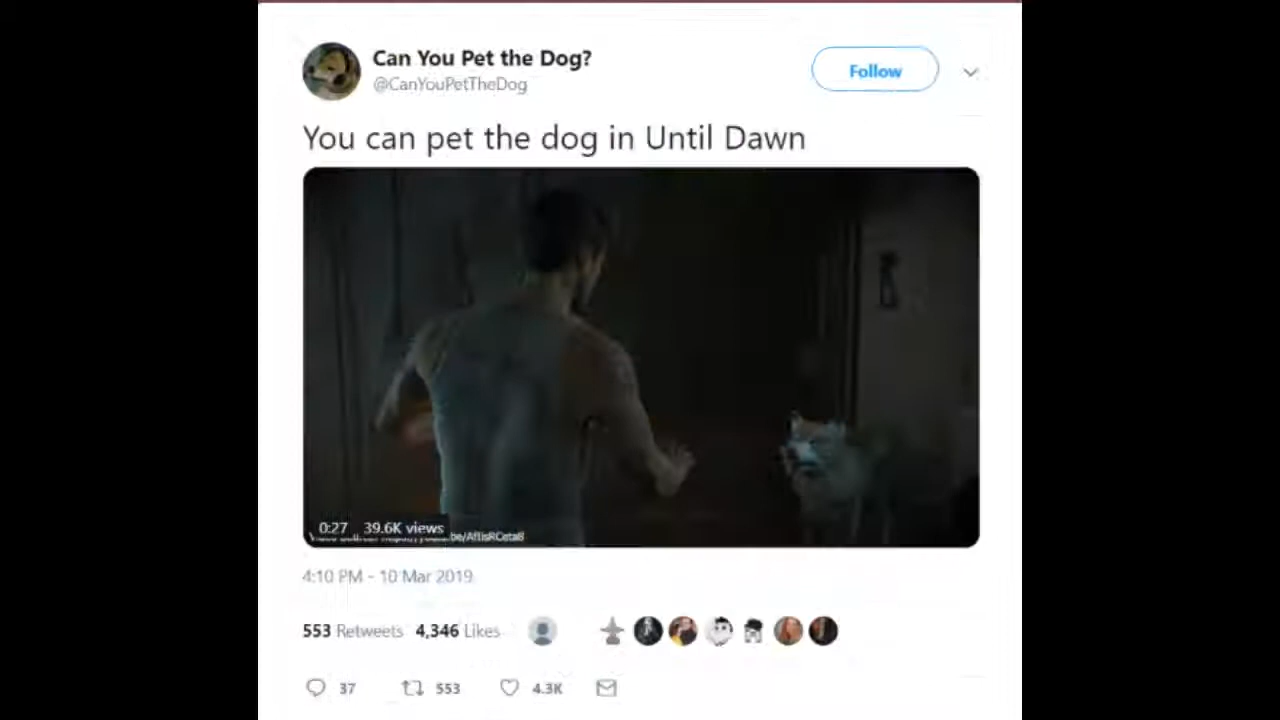 Can You Pet the Dog?
@CanYouPetTheDog
Follow
You can pet the dog in Until Dawn
0:27 39.6K views
4:10 PM - 10 Mar 2019
553 Retweets 4,346 Likes
37 553 4.3K